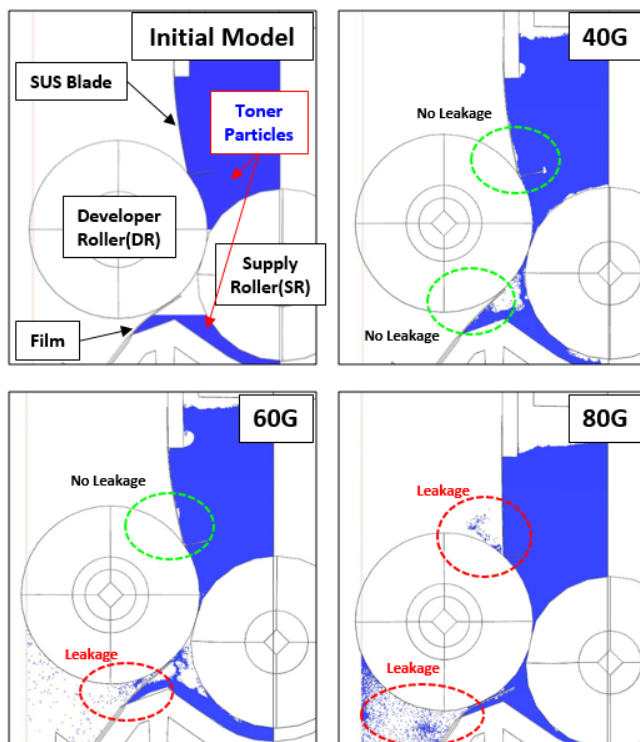 Initial Model
SUS Blade
Toner
Particles
Developer
Roller(DR)
Supply
Roller(SR)
Film
40G
No Leakage
No Leakage
60G
No Leakage
Leakage
80G
Leakage
Leakage